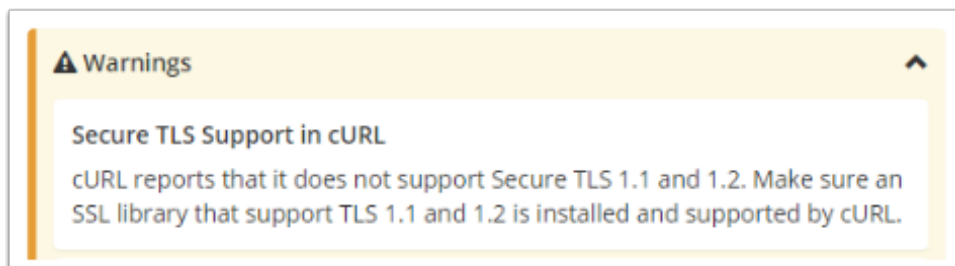 Warnings
Secure TLS Support in cURL
cURL reports that it does not support Secure TLS 1.1 and 1.2. Make sure an
SSL library that support TLS 1.1 and 1.2 is installed and supported by cURL.